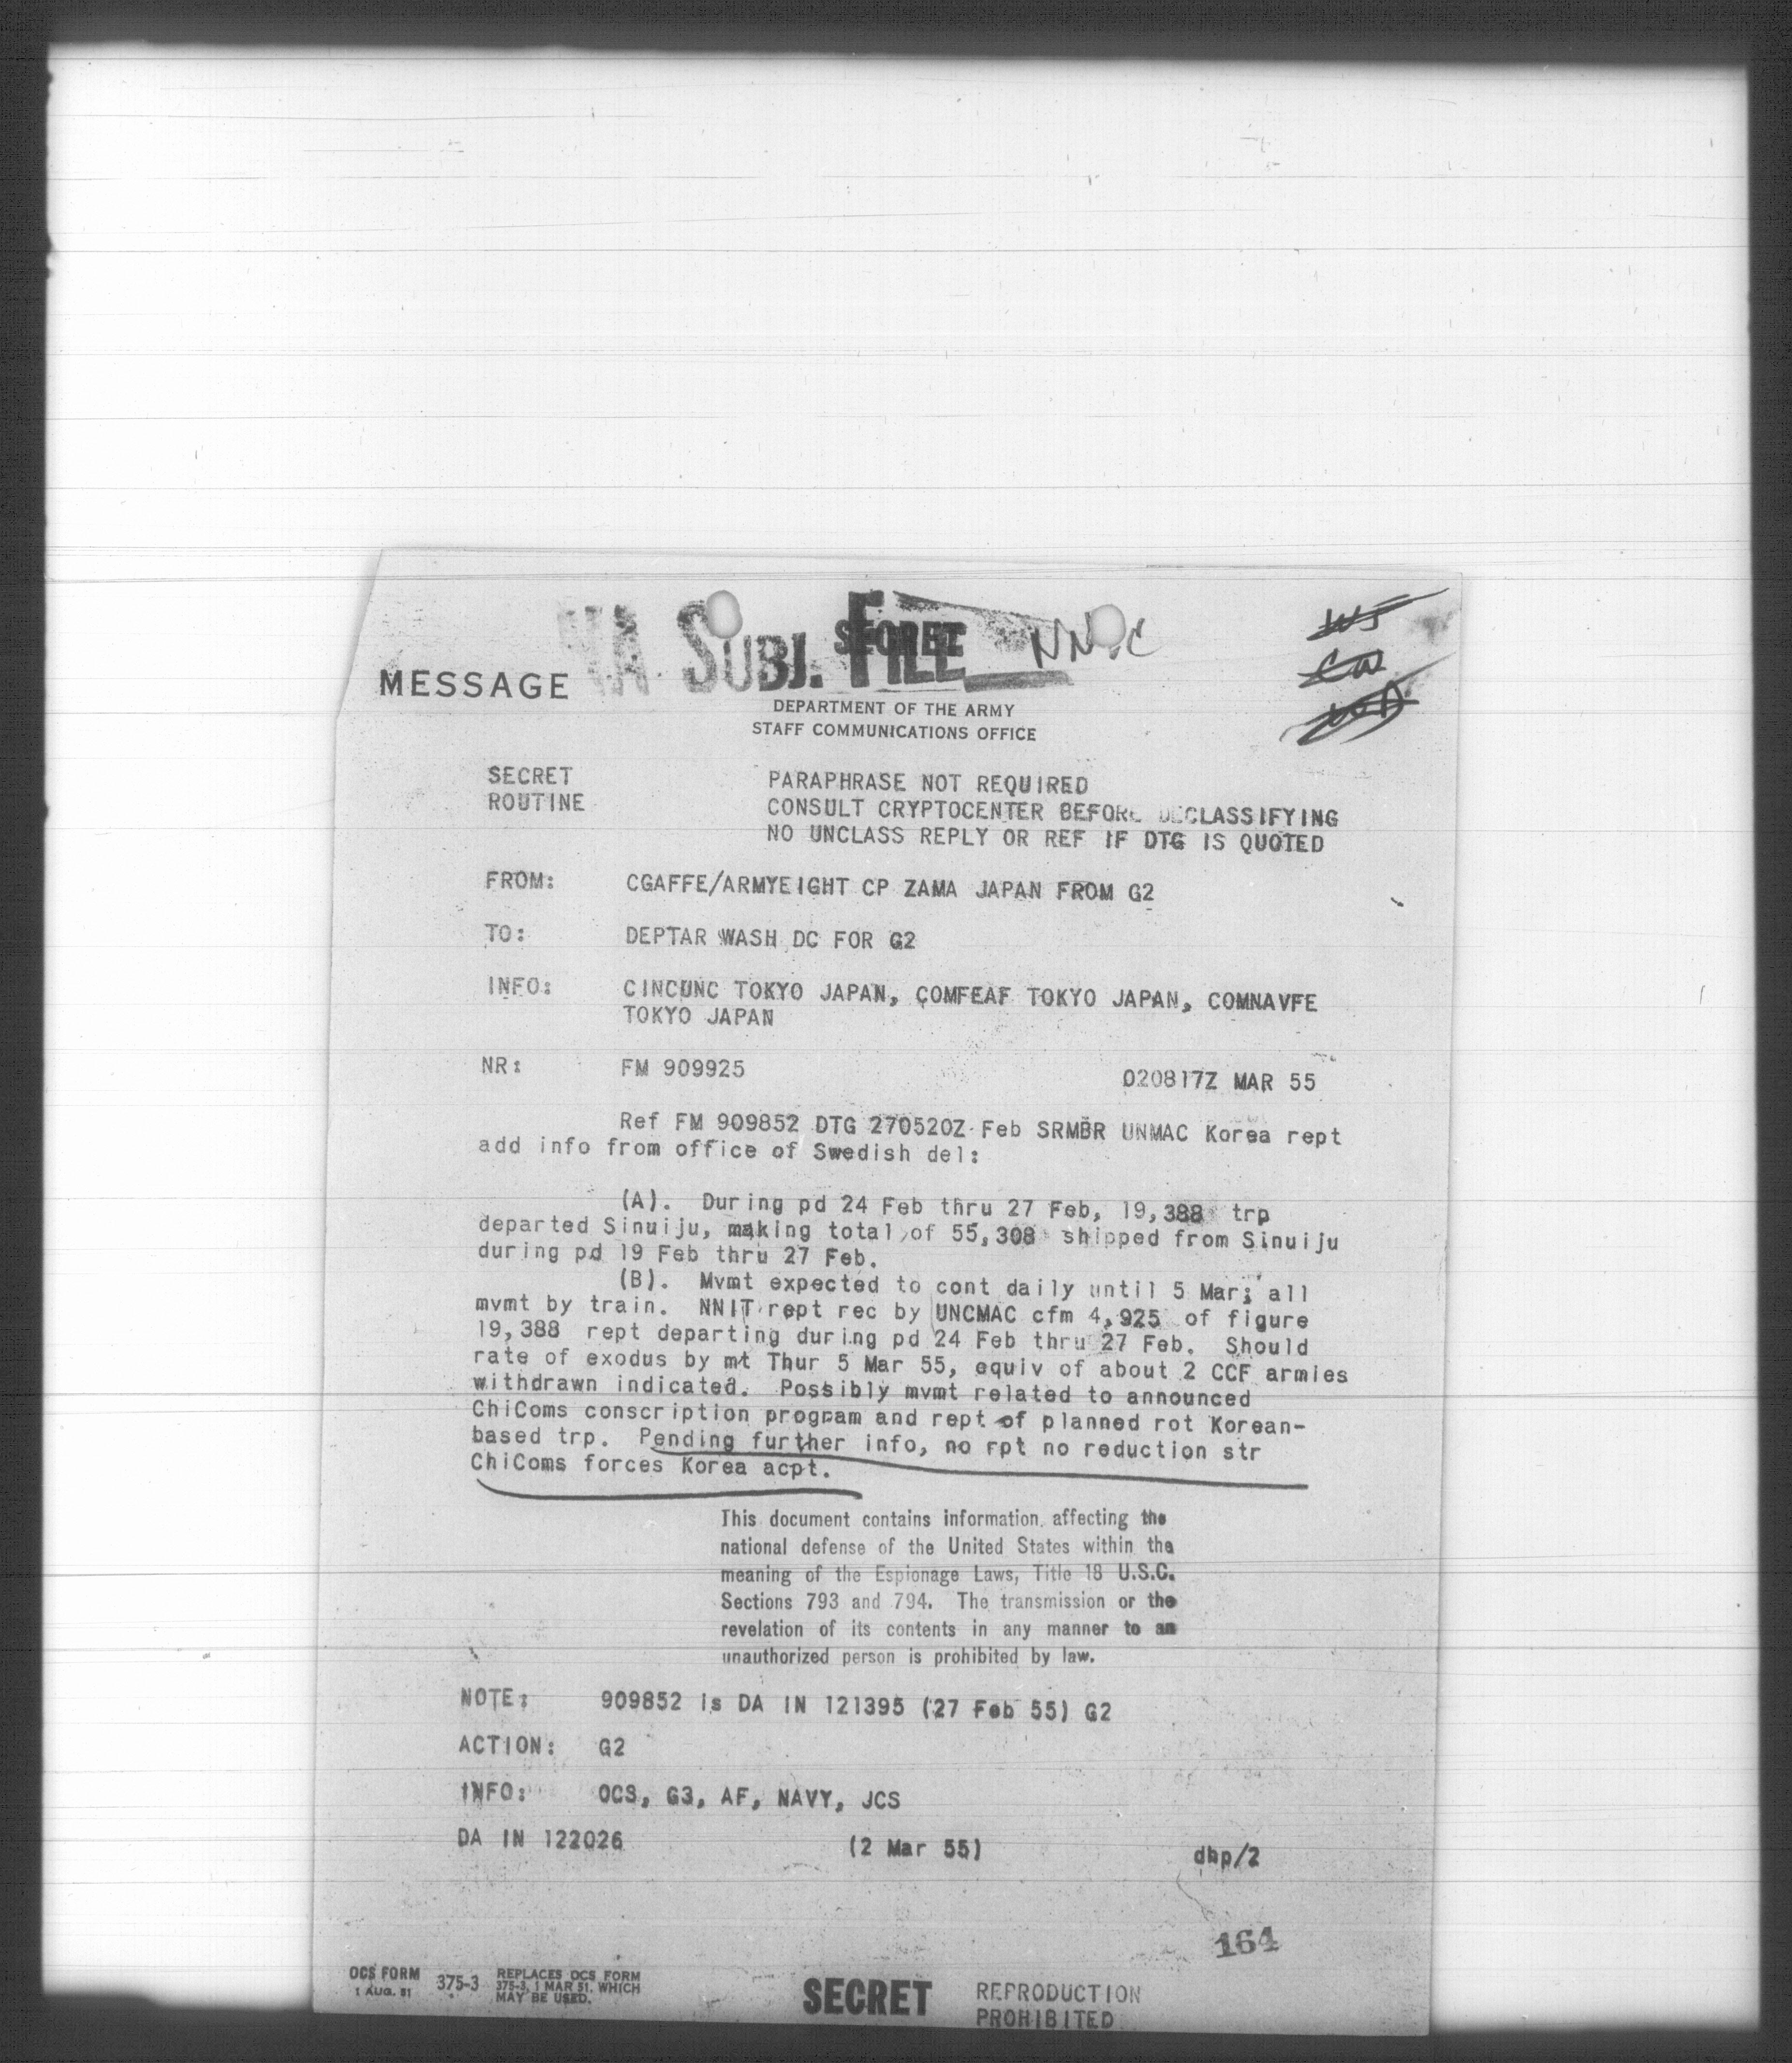 SUBJ. FILE
SECRET
NNSC
MESSAGE
DEPARTMENT OF THE ARMY
STAFF COMMUNICATIONS OFFICE
SECRET PARAPHRASE NOT REQUIRED
ROUTINE CONSULT CRYPTOCENTER BEFORE DECLASSIFYING
NO UNCLASS REPLY OR REF IF DTG IS QUOTED
FROM: CGAFFE/ARMYEIGHT CP ZAMA JAPAN FROM G2
TO: DEPTAR WASH DC FOR G2
INFO: CINCUNC TOKYO JAPAN, COMFEAF TOKYO JAPAN, COMNAVFE
TOKYO JAPAN
NR: FM 909925 020817Z MAR 55
Ref FM 909852 DTG 270520Z Feb SRMBR UNMAC Korea rept
add info from office of Swedish del:
(A). During pd 24 Feb thru 27 Feb, 19,388 trp
departed Sinuiju, making total of 55,308 shipped from Sinuiju
during pd 19 Feb thru 27 Feb.
(B). Mvmt expected to cont daily until 5 Mar; all
mvmt by train. NNIT rept rec by UNCMAC cfm 4,925 of figure
19,388 rept departing during pd 24 Feb thru 27 Feb. Should
rate of exodus by mt Thur 5 Mar 55, equiv of about 2 CCF armies
withdrawn indicated. Possibly mvmt related to announced
ChiComs conscription program and rept of planned rot Korean-
based trp. Pending further info, no rpt no reduction str
ChiComs forces Korea acpt.
This document contains information affecting the
national defense of the United States within the
meaning of the Espionage Laws, Title 18 U.S.C.
Sections 793 and 794. The transmission or the
revelation of its contents in any manner to an
unauthorized person is prohibited by law.
NOTE: 909852 is DA IN 121395 (27 Feb 55) G2
ACTION: G2
INFO: OCS, G3, AF, NAVY, JCS
DA IN 122026 (2 Mar 55) dhp/2
164
OCS FORM 375-3 REPLACES OCS FORM
1 AUG. 51 375-3, 1 MAR 51, WHICH
MAY BE USED.
SECRET REPRODUCTION
PROHIBITED